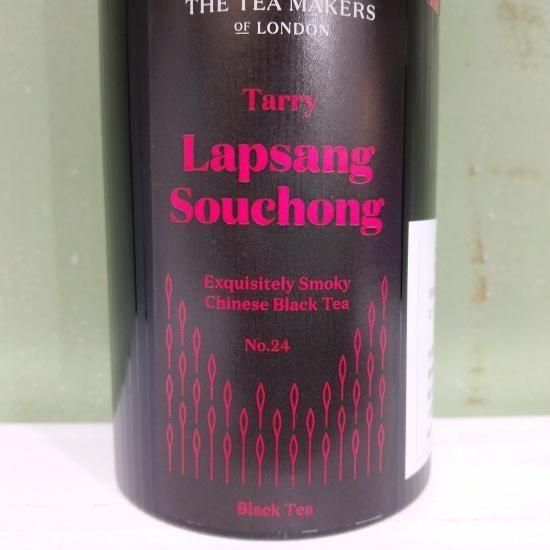 THE TEA MAKERS
OF LONDON
Tarry
Lapsang
Souchong
Exquisitely Smoky
Chinese Black Tea
No.24
Black Tea